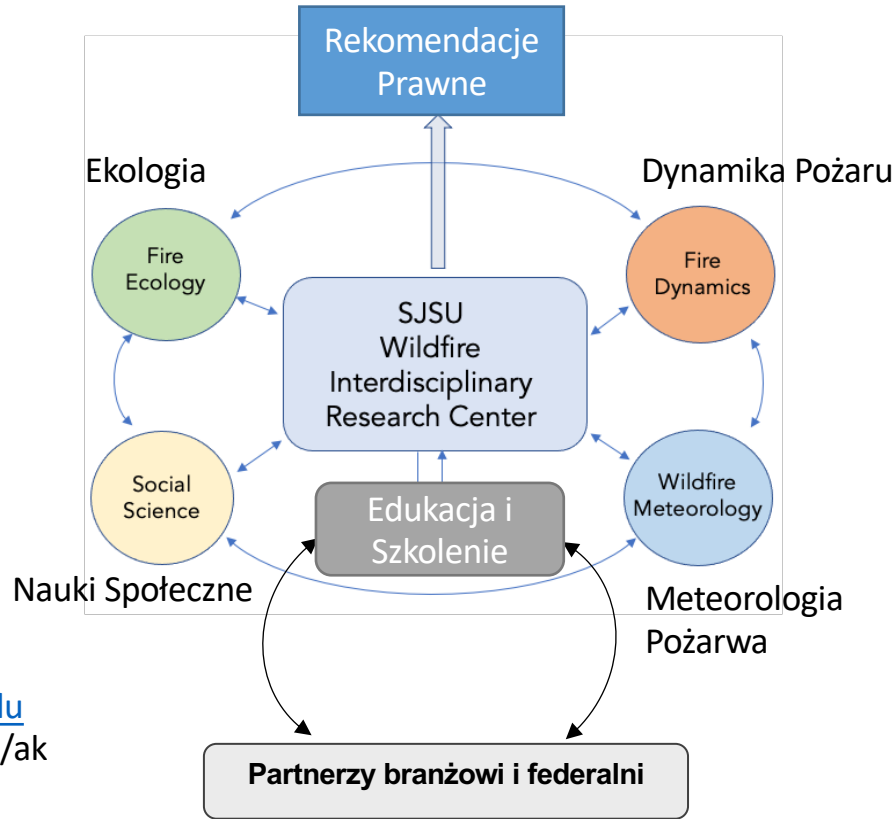 Rekomendacje
Prawne
Ekologia
Dynamika Pożaru
Fire
Ecology
Fire
Dynamics
SJSU
Wildfire
Interdisciplinary
Research Center
Social
Science
Wildfire
Meteorology
Edukacja i
Szkolenie
Nauki Społeczne
Meteorologia
Pożarwa
du
/ak
Partnerzy branżowi i federalni